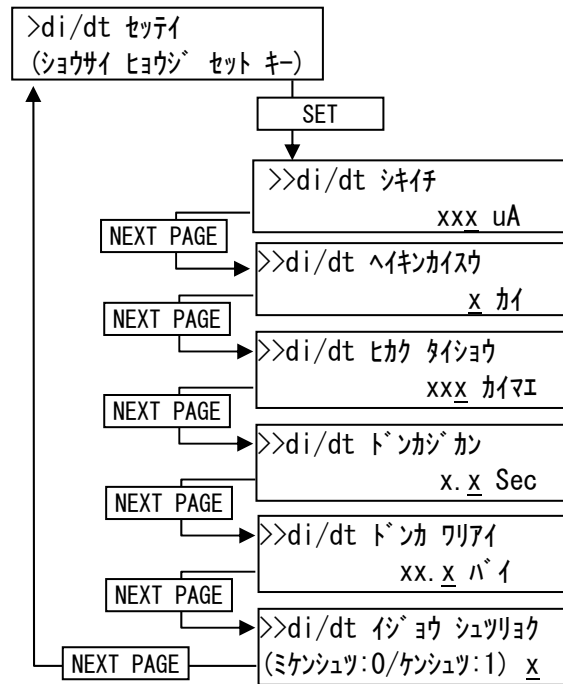 >di/dt ｾｯﾃｲ
(ｼｮｳｻｲ ﾋｮｳｼﾞ ｾｯﾄ ｷｰ)
SET
>>di/dt ｼｷｲﾁ
xxx uA
NEXT PAGE
>>di/dt ﾍｲｷﾝｶｲｽｳ
x ｶｲ
NEXT PAGE
>>di/dt ﾋｶｸ ﾀｲｼｮｳ
xxx ｶｲﾏｴ
NEXT PAGE
>>di/dt ﾄﾞﾝｶｼﾞｶﾝ
x.x Sec
NEXT PAGE
>>di/dt ﾄﾞﾝｶ ﾜﾘｱｲ
xx.x ﾊﾞｲ
NEXT PAGE
>>di/dt ｲｼﾞｮｳ ｼｭﾂﾘｮｸ
(ﾐｹﾝｼｭﾂ:0/ｹﾝｼｭﾂ:1) x
NEXT PAGE